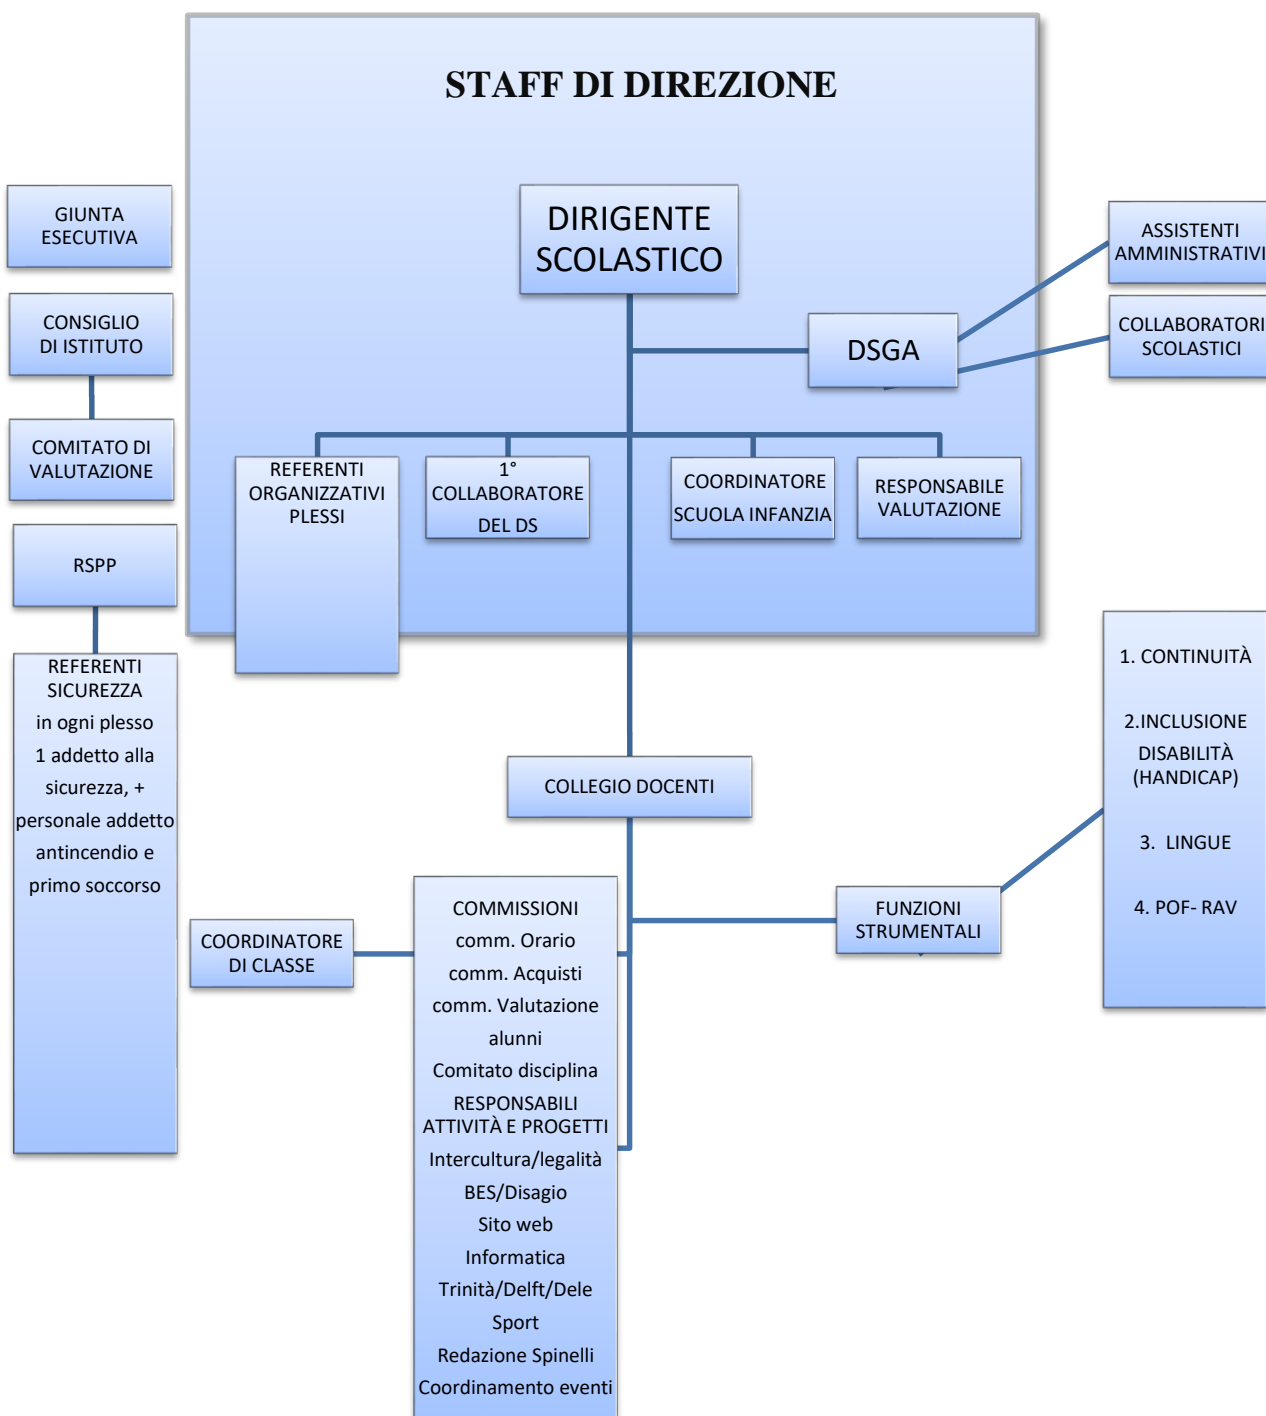 STAFF DI DIREZIONE
GIUNTA
ESECUTIVA
DIRIGENTE
SCOLASTICO
ASSISTENTI
AMMINISTRATIVI
CONSIGLIO
DI ISTITUTO
DSGA
COLLABORATORI
SCOLASTICI
COMITATO DI
VALUTAZIONE
REFERENTI
ORGANIZZATIVI
PLESSI
1°
COLLABORATORE
DEL DS
COORDINATORE
SCUOLA INFANZIA
RESPONSABILE
VALUTAZIONE
RSPP
REFERENTI
SICUREZZA
in ogni plesso
1 addetto alla
sicurezza, +
personale addetto
antincendio e
primo soccorso
1. CONTINUITÀ
2.INCLUSIONE
DISABILITÀ
(HANDICAP)
3. LINGUE
4. POF- RAV
COLLEGIO DOCENTI
COORDINATORE
DI CLASSE
COMMISSIONI
comm. Orario
comm. Acquisti
comm. Valutazione
alunni
Comitato disciplina
RESPONSABILI
ATTIVITÀ E PROGETTI
Intercultura/legalità
BES/Disagio
Sito web
Informatica
Trinità/Delft/Dele
Sport
Redazione Spinelli
Coordinamento eventi
FUNZIONI
STRUMENTALI